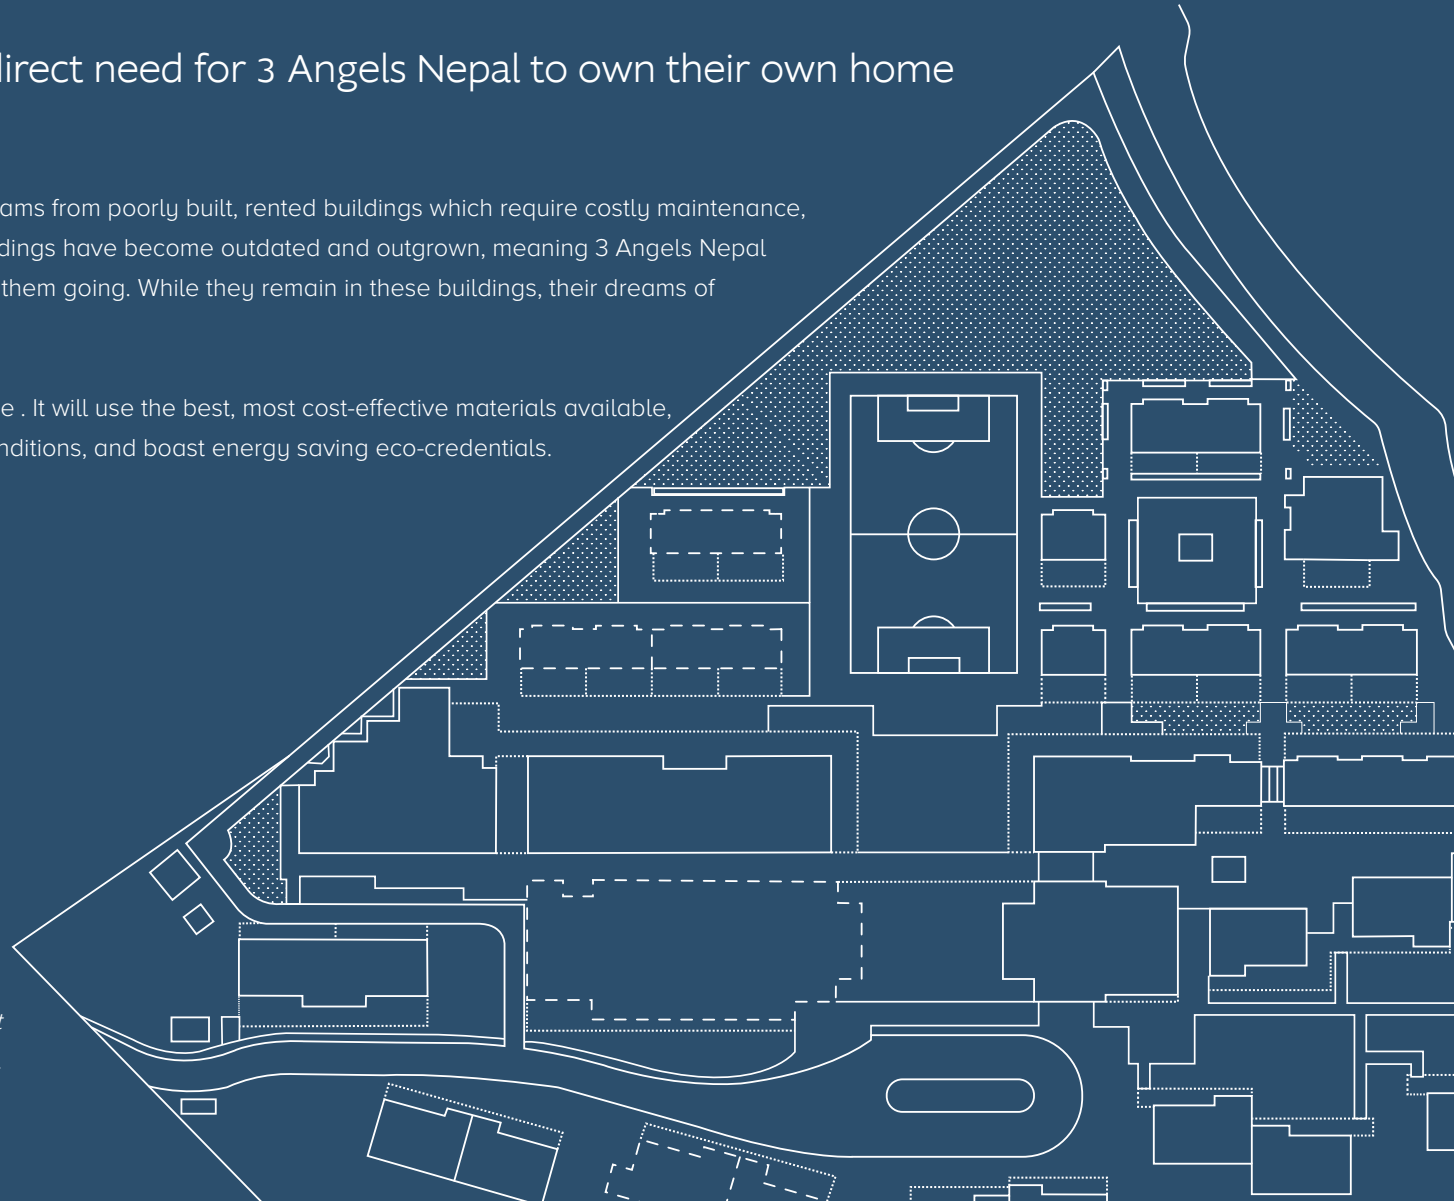 direct need for 3 Angels Nepal to own their own home
ams from poorly built, rented buildings which require costly maintenance,
dings have become outdated and outgrown, meaning 3 Angels Nepal
them going. While they remain in these buildings, their dreams of
e . It will use the best, most cost-effective materials available,
nditions, and boast energy saving eco-credentials.